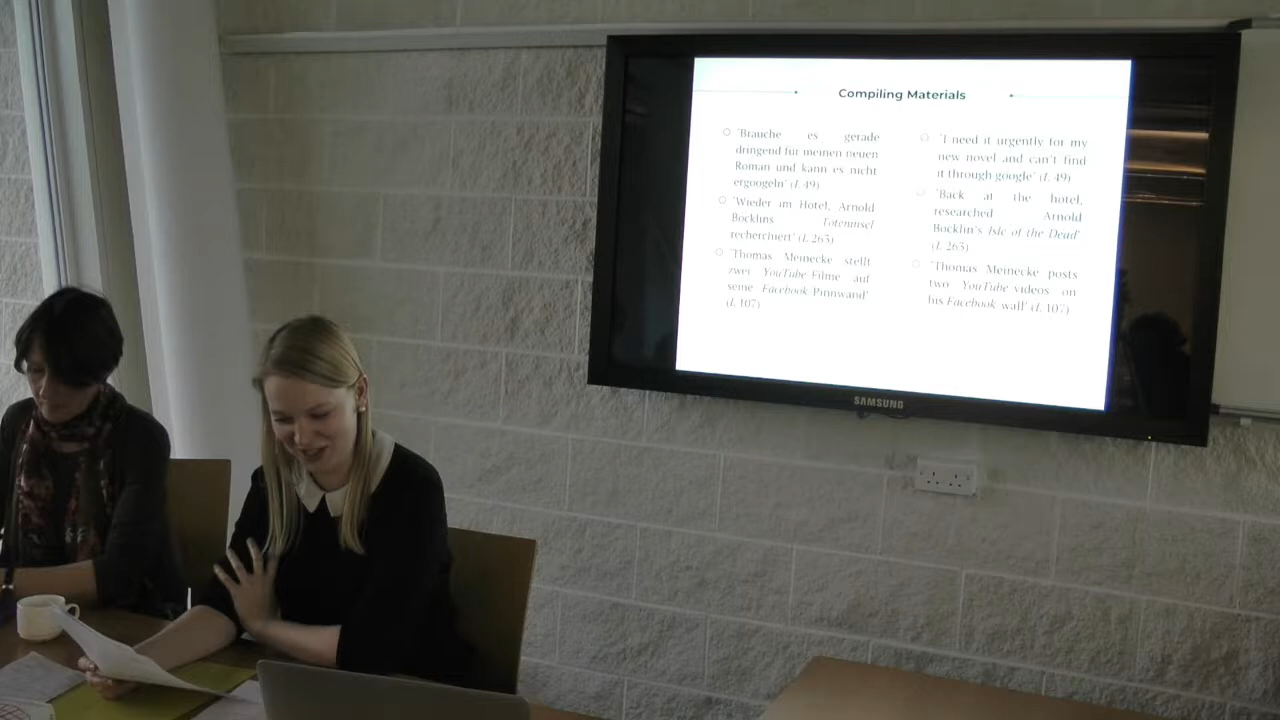 Compiling Materials
'Brauche es gerade
dringend für meinen neuen
Roman und kann es nicht
ergoogeln' (L 49)
'Wieder im Hotel, Arnold
Böcklins Toteninsel
recherchiert' (L 263)
'Thomas Meinecke stellt
zwei YouTube-Filme auf
seine Facebook Pinnwand'
(L 107)
'I need it urgently for my
new novel and can't find
it through google' (L 49)
'Back at the hotel,
researched Arnold
Bocklin's Isle of the Dead'
(L 263)
'Thomas Meinecke posts
two YouTube videos on
his Facebook wall' (L 107)
SAMSUNG